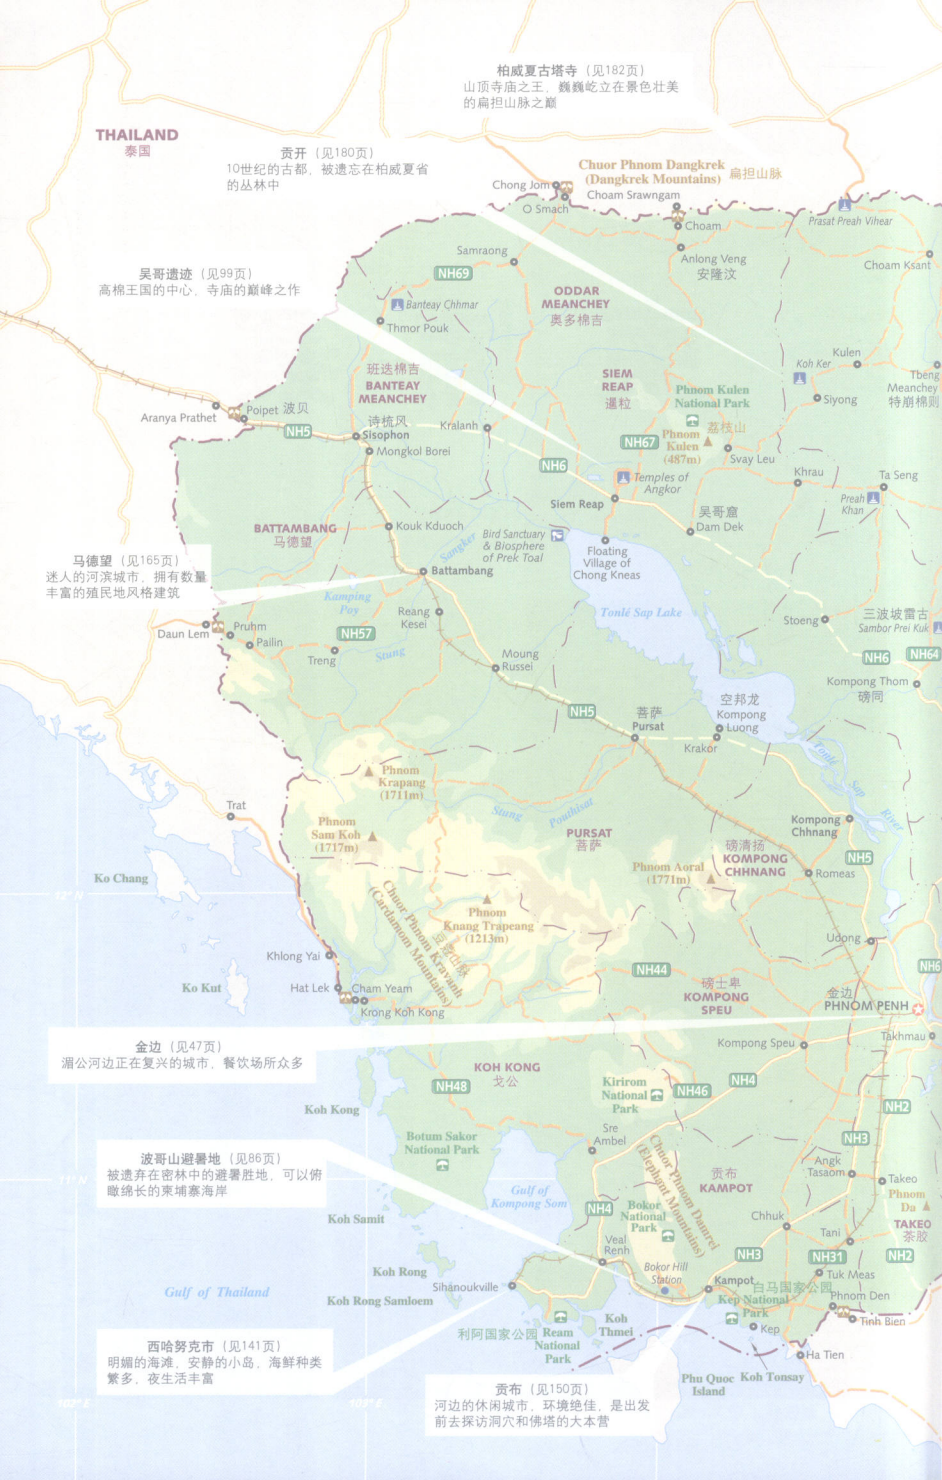 柏威夏古塔寺（见182页）
山顶寺庙之王，巍巍屹立在景色壮美
的扁担山脉之巅
THAILAND
泰国
贡开（见180页）
10世纪的古都，被遗忘在柏威夏省
的丛林中
Chuor Phnom Dangkrek
(Dangkrek Mountains)
扁担山脉
Chong Jom
Choam Srawngam
O Smach
Prasat Preah Vihear
Choam
Samraong
Anlong Veng
安隆汶
Choam Ksant
吴哥遗迹（见99页）
高棉王国的中心，寺庙的巅峰之作
NH69
ODDAR
MEANCHEY
奥多棉吉
Banteay Chhmar
Thmor Pouk
Kulen
Koh Ker
班迭棉吉
BANTEAY
MEANCHEY
SIEM
REAP
暹粒
Phnom Kulen
National Park
Tbeng
Meanchey
特崩棉则
Siyong
Aranya Prathet
Poipet 波贝
NH5
诗梳风
Sisophon
Kralanh
NH67
Phnom
Kulen
(487m)
荔枝山
Mongkol Borei
NH6
Svay Leu
Khrau
Ta Seng
Temples of
Angkor
Siem Reap
Preah
Khan
吴哥窟
Dam Dek
BATTAMBANG
马德望
Kouk Kduoch
Sangker
Bird Sanctuary
& Biosphere
of Prek Toal
Floating
Village of
Chong Kneas
马德望（见165页）
迷人的河滨城市，拥有数量
丰富的殖民地风格建筑
Battambang
Kamping
Poy
Reang
Kesei
Tonlé Sap Lake
Stoeng
三波坡雷古
Sambor Prei Kuk
Daun Lem
Pruhm
Pailin
NH57
Treng
Stung
Moung
Russei
NH6
NH64
Kompong Thom
磅同
NH5
菩萨
Pursat
空邦龙
Kompong
Luong
Krakor
Tonlé
Sap
River
Phnom
Krapang
(1711m)
Trat
Phnom
Sam Koh
(1717m)
Stung
Pouthisat
PURSAT
菩萨
Kompong
Chhnang
磅清扬
KOMPONG
CHHNANG
NH5
Phnom Aoral
(1771m)
Romeas
Ko Chang
12° N
Chuor Phnom Kravanh
(Cardamom Mountains)
豆蔻山脉
Phnom
Knang Trapeang
(1213m)
Udong
Khlong Yai
NH44
NH6
Ko Kut
Hat Lek
Cham Yeam
Krong Koh Kong
磅士卑
KOMPONG
SPEU
金边
PHNOM PENH
Takhmau
金边（见47页）
湄公河边正在复兴的城市，餐饮场所众多
Kompong Speu
KOH KONG
戈公
NH48
Kirirom
National
Park
NH46
NH4
NH2
Koh Kong
Botum Sakor
National Park
Sre
Ambel
Chuor Phnom Damrei
(Elephant Mountains)
NH3
波哥山避暑地（见86页）
被遗弃在密林中的避暑胜地，可以俯
瞰绵长的柬埔寨海岸
11° N
贡布
KAMPOT
Angk
Tasaom
Takeo
Phnom
Da
Gulf of
Kompong Som
Koh Samit
NH4
Bokor
National
Park
Chhuk
Tani
TAKEO
茶胶
NH2
Veal
Renh
NH3
NH31
Koh Rong
Bokor Hill
Station
Tuk Meas
Gulf of Thailand
Koh Rong Samloem
Sihanoukville
Kampot
白马国家公园
Kep National
Park
Phnom Den
Tinh Bien
利阿国家公园
Ream
National
Park
Koh
Thmei
Kep
Ha Tien
西哈努克市（见141页）
明媚的海滩，安静的小岛，海鲜种类
繁多，夜生活丰富
Phu Quoc
Island
Koh Tonsay
贡布（见150页）
河边的休闲城市，环境绝佳，是出发
前去探访洞穴和佛塔的大本营
102° E
103° E